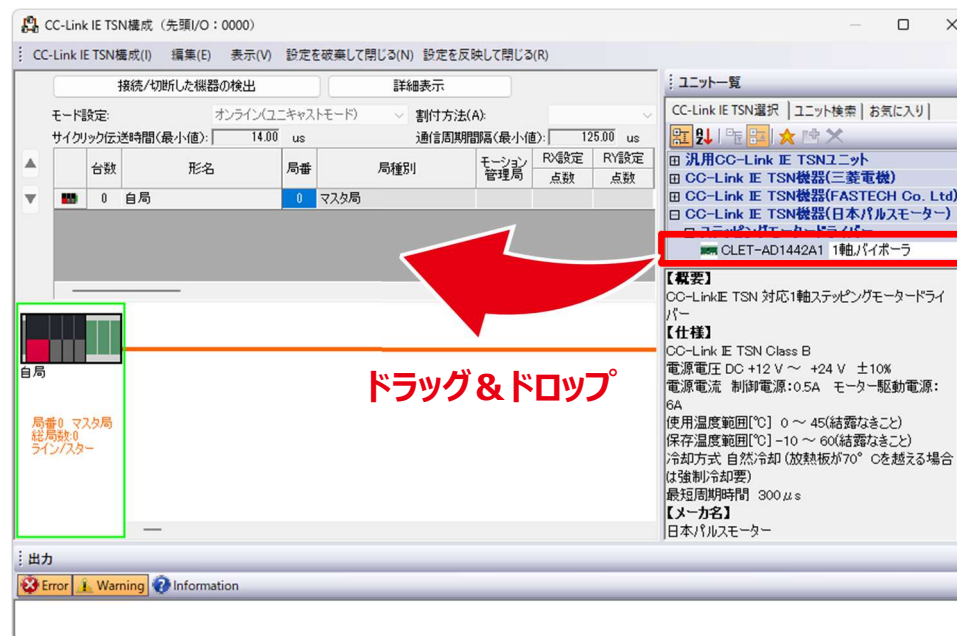 CC-Link IE TSN構成（先頭I/O：0000）
CC-Link IE TSN構成(I) 編集(E) 表示(V) 設定を破棄して閉じる(N) 設定を反映して閉じる(R)
接続/切断した機器の検出 詳細表示
モード設定: オンライン(ユニキャストモード) 割付方法(A):
サイクリック伝送時間(最小値): 14.00 us 通信周期間隔(最小値): 125.00 us
台数 形名 局番 局種別 モーション管理局 RX設定 RY設定
点数 点数
0 自局 0 マスタ局
ドラッグ＆ドロップ
自局
局番0 マスタ局
総局数:0
ライン/スター
ユニット一覧
CC-Link IE TSN選択 ユニット検索 お気に入り
汎用CC-Link IE TSNユニット
CC-Link IE TSN機器(三菱電機)
CC-Link IE TSN機器(FASTECH Co. Ltd)
CC-Link IE TSN機器(日本パルスモーター)
ステッピングモータードライバー
CLET-AD1442A1 1軸,バイポーラ
【概要】
CC-LinkIE TSN 対応1軸ステッピングモータードライ
バー
【仕様】
CC-Link IE TSN Class B
電源電圧 DC +12 V ～ +24 V ±10%
電源電流 制御電源:0.5A モーター駆動電源:
6A
使用温度範囲[℃] 0 ～ 45(結露なきこと)
保存温度範囲[℃] -10 ～ 60(結露なきこと)
冷却方式 自然冷却 (放熱板が70°Cを越える場合
は強制冷却要)
最短周期時間 300μs
【メーカ名】
日本パルスモーター
出力
Error Warning Information